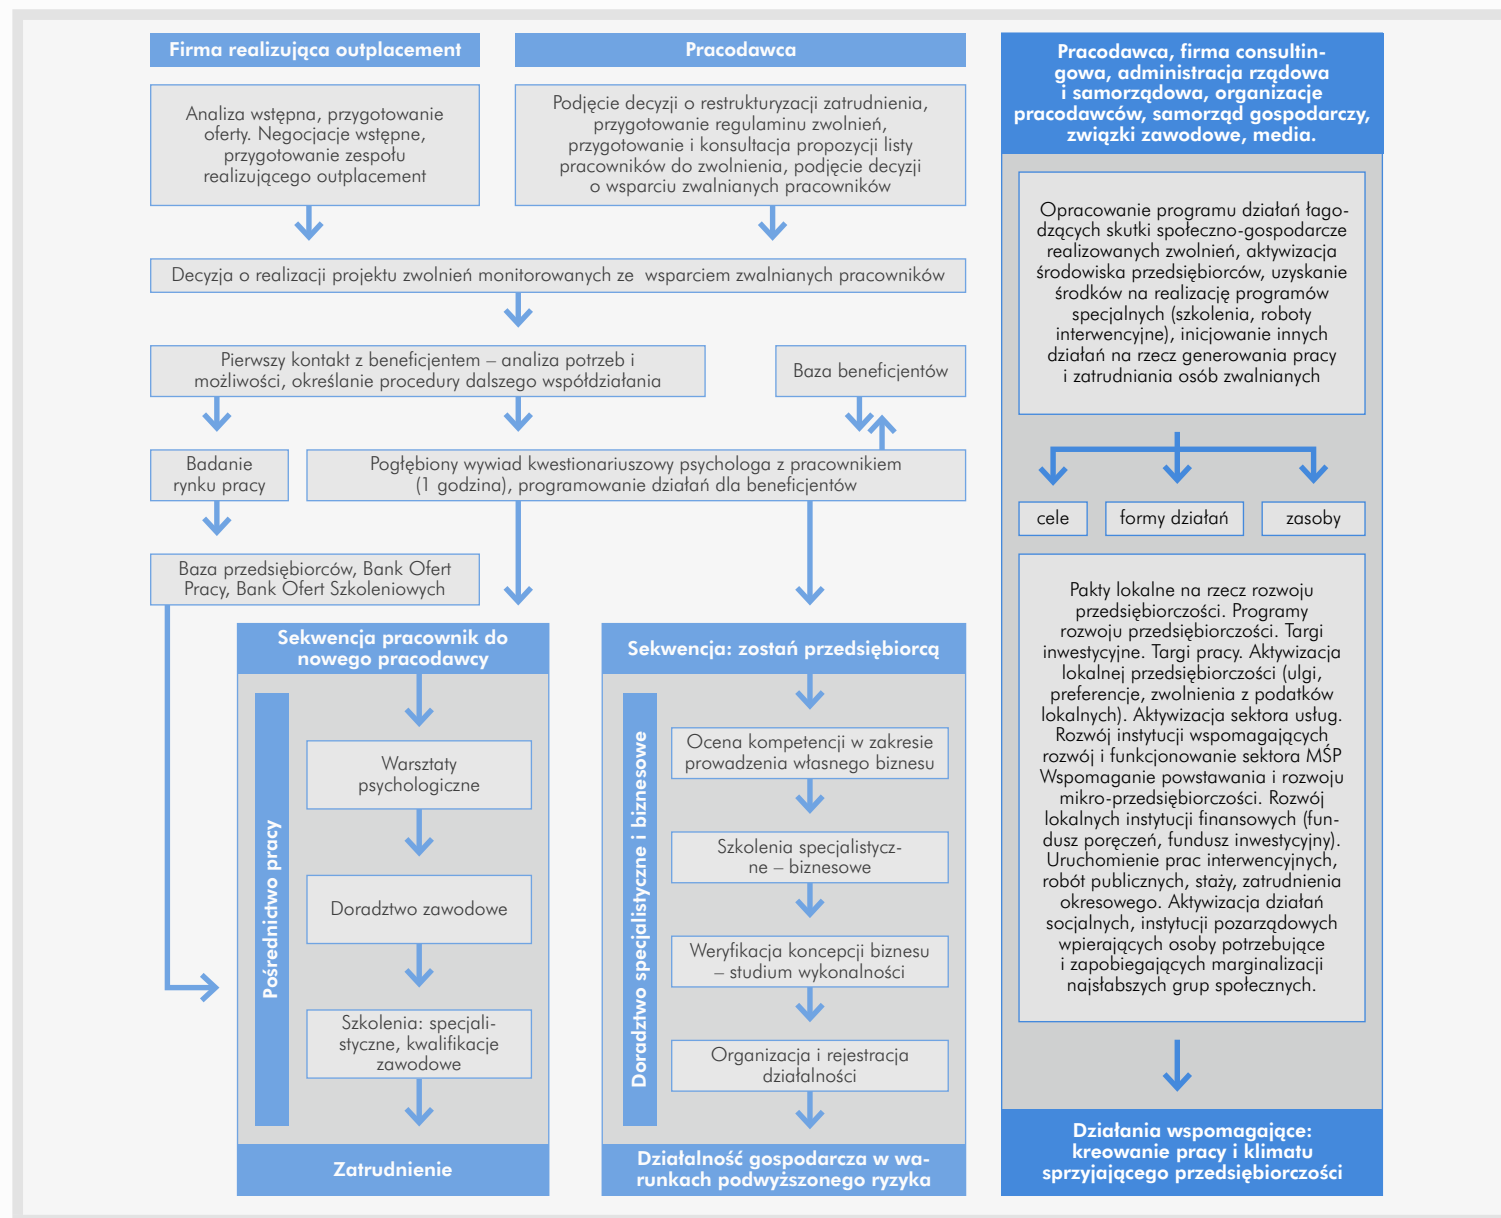 Firma realizująca outplacement
Pracodawca
Analiza wstępna, przygotowanie
oferty. Negocjacje wstępne,
przygotowanie zespołu
realizującego outplacement
Podjęcie decyzji o restrukturyzacji zatrudnienia,
przygotowanie regulaminu zwolnień,
przygotowanie i konsultacja propozycji listy
pracowników do zwolnienia, podjęcie decyzji
o wsparciu zwalnianych pracowników
Decyzja o realizacji projektu zwolnień monitorowanych ze wsparciem zwalnianych pracowników
Pierwszy kontakt z beneficjentem – analiza potrzeb i
możliwości, określanie procedury dalszego współdziałania
Baza beneficjentów
Badanie
rynku pracy
Pogłębiony wywiad kwestionariuszowy psychologa z pracownikiem
(1 godzina), programowanie działań dla beneficjentów
Baza przedsiębiorców, Bank Ofert
Pracy, Bank Ofert Szkoleniowych
Sekwencja pracownik do
nowego pracodawcy
Pośrednictwo pracy
Warsztaty
psychologiczne
Doradztwo zawodowe
Szkolenia: specjali-
styczne, kwalifikacje
zawodowe
Zatrudnienie
Sekwencja: zostań przedsiębiorcą
Doradztwo specjalistyczne i biznesowe
Ocena kompetencji w zakresie
prowadzenia własnego biznesu
Szkolenia specjalistycz-
ne – biznesowe
Weryfikacja koncepcji biznesu
– studium wykonalności
Organizacja i rejestracja
działalności
Działalność gospodarcza w wa-
runkach podwyższonego ryzyka
Pracodawca, firma consultin-
gowa, administracja rządowa
i samorządowa, organizacje
pracodawców, samorząd gospodarczy,
związki zawodowe, media.
Opracowanie programu działań łago-
dzących skutki społeczno-gospodarcze
realizowanych zwolnień, aktywizacja
środowiska przedsiębiorców, uzyskanie
środków na realizację programów
specjalnych (szkolenia, roboty
interwencyjne), inicjowanie innych
działań na rzecz generowania pracy
i zatrudniania osób zwalnianych
cele
formy działań
zasoby
Pakty lokalne na rzecz rozwoju
przedsiębiorczości. Programy
rozwoju przedsiębiorczości. Targi
inwestycyjne. Targi pracy. Aktywizacja
lokalnej przedsiębiorczości (ulgi,
preferencje, zwolnienia z podatków
lokalnych). Aktywizacja sektora usług.
Rozwój instytucji wspomagających
rozwój i funkcjonowanie sektora MŚP
Wspomaganie powstawania i rozwoju
mikro-przedsiębiorczości. Rozwój
lokalnych instytucji finansowych (fun-
dusz poręczeń, fundusz inwestycyjny).
Uruchomienie prac interwencyjnych,
robót publicznych, staży, zatrudnienia
okresowego. Aktywizacja działań
socjalnych, instytucji pozarządowych
wpierających osoby potrzebujące
i zapobiegających marginalizacji
najsłabszych grup społecznych.
Działania wspomagające:
kreowanie pracy i klimatu
sprzyjającego przedsiębiorczości